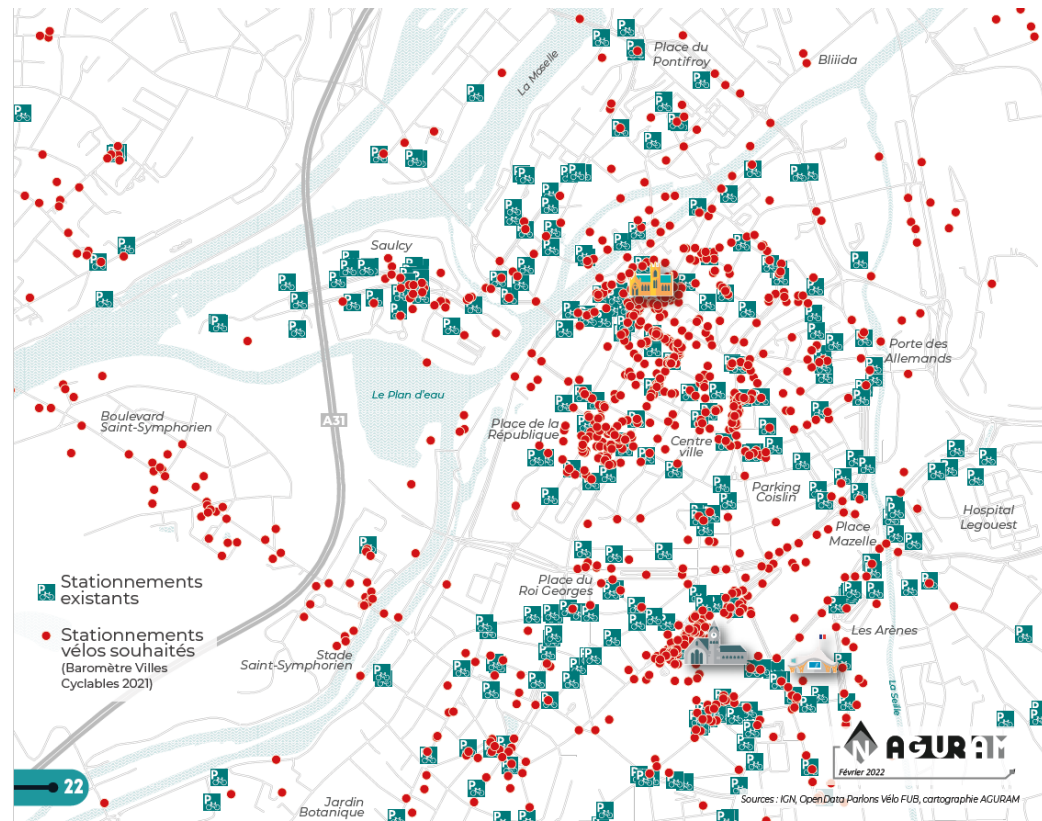 Place du
Pontifroy
Bliiida
La Moselle
Saulcy
Porte des
Allemands
Le Plan d'eau
A31
Boulevard
Saint-Symphorien
Place de la
République
Centre
ville
Parking
Coislin
Hospital
Legouest
Place
Mazelle
Stationnements
existants
Place du
Roi Georges
Stationnements
vélos souhaités
(Baromètre Villes
Cyclables 2021)
Les Arènes
Stade
Saint-Symphorien
La Seille
N AGURAM
Février 2022
22
Jardin
Botanique
Sources : IGN, OpenData Parlons Vélo FUB, cartographie AGURAM